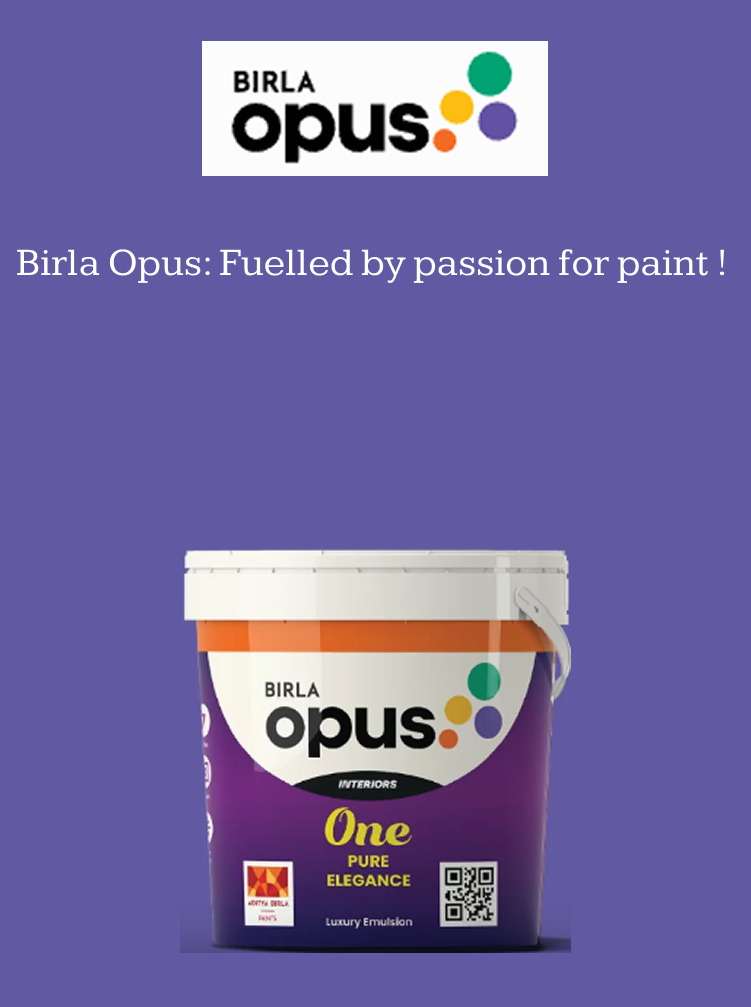 BIRLA
opus
Birla Opus: Fuelled by passion for paint !
BIRLA
opus
INTERIORS
One
PURE
ELEGANCE
ADITYA BIRLA
PAINTS
Luxury Emulsion